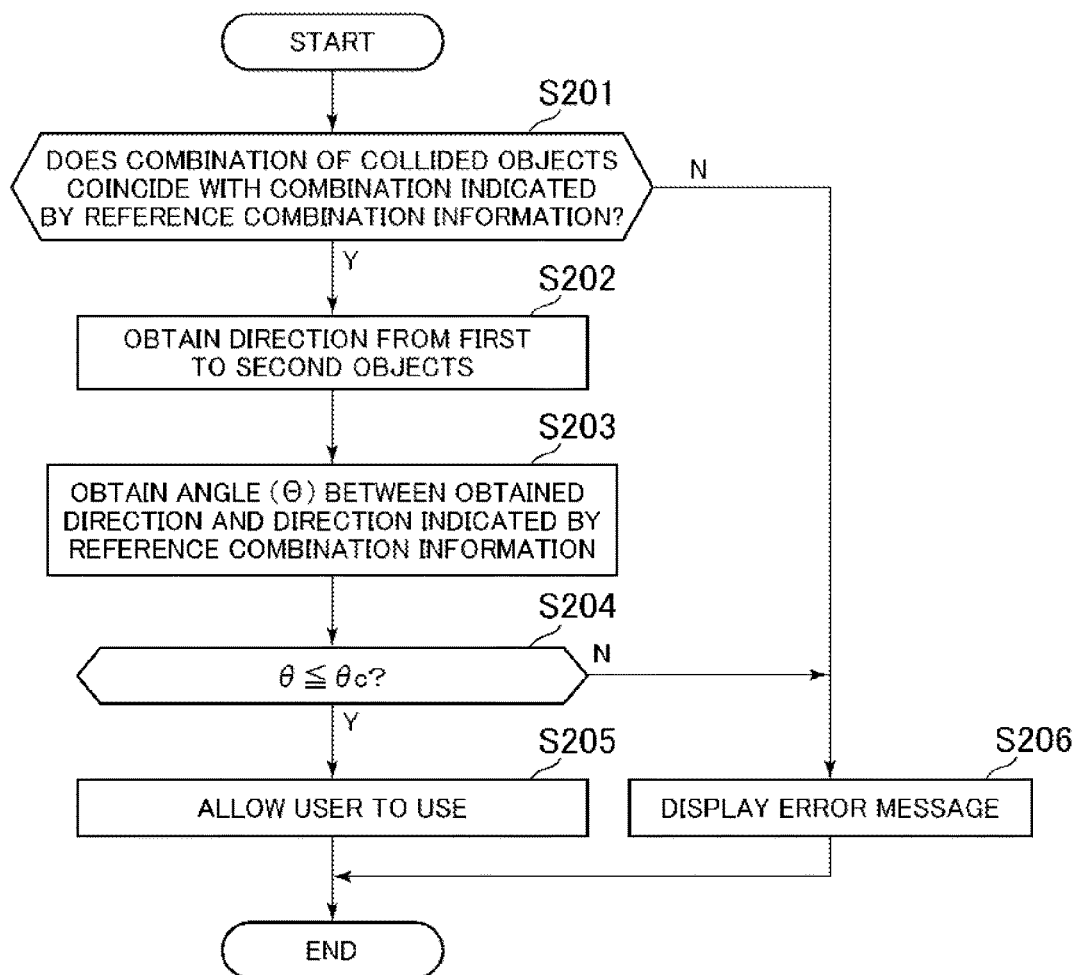 START
S201
DOES COMBINATION OF COLLIDED OBJECTS
COINCIDE WITH COMBINATION INDICATED
BY REFERENCE COMBINATION INFORMATION?
N
Y
S202
OBTAIN DIRECTION FROM FIRST
TO SECOND OBJECTS
S203
OBTAIN ANGLE (Θ) BETWEEN OBTAINED
DIRECTION AND DIRECTION INDICATED BY
REFERENCE COMBINATION INFORMATION
S204
θ ≦ θc?
N
Y
S205
ALLOW USER TO USE
S206
DISPLAY ERROR MESSAGE
END